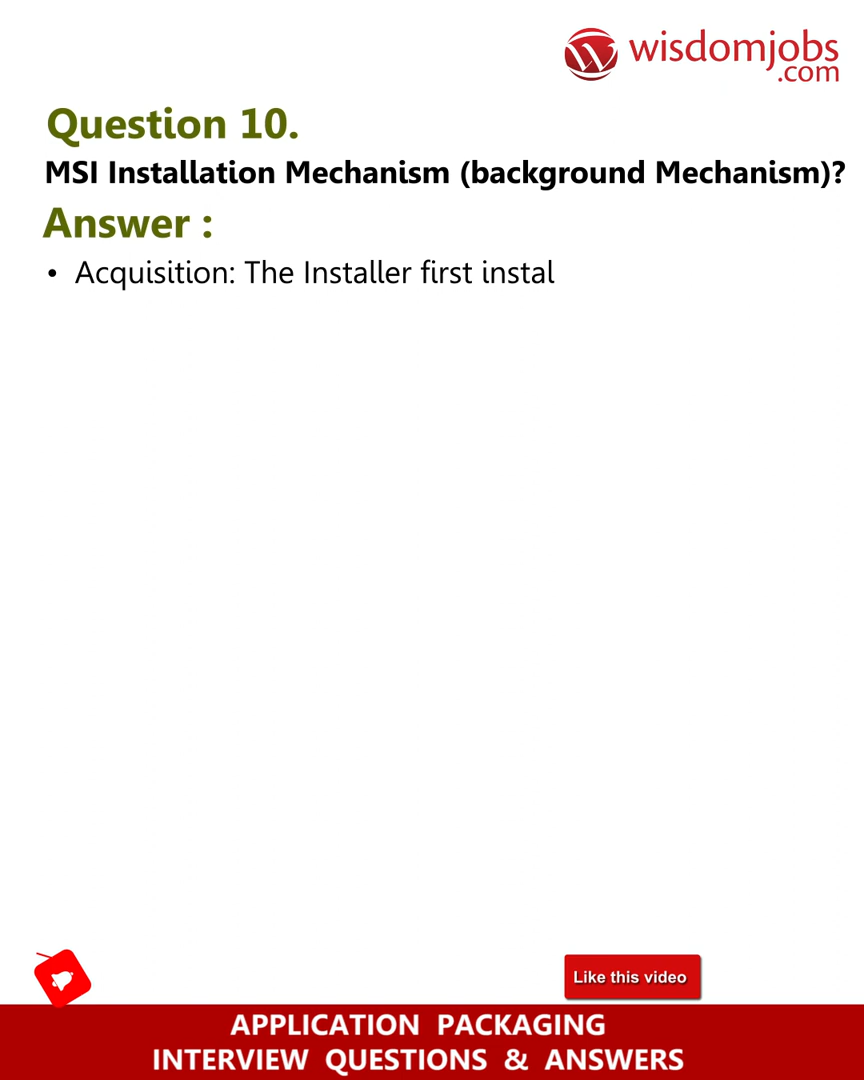 wisdomjobs
.com
Question 10.
MSI Installation Mechanism (background Mechanism)?
Answer :
• Acquisition: The Installer first instal
Like this video
APPLICATION PACKAGING
INTERVIEW QUESTIONS & ANSWERS